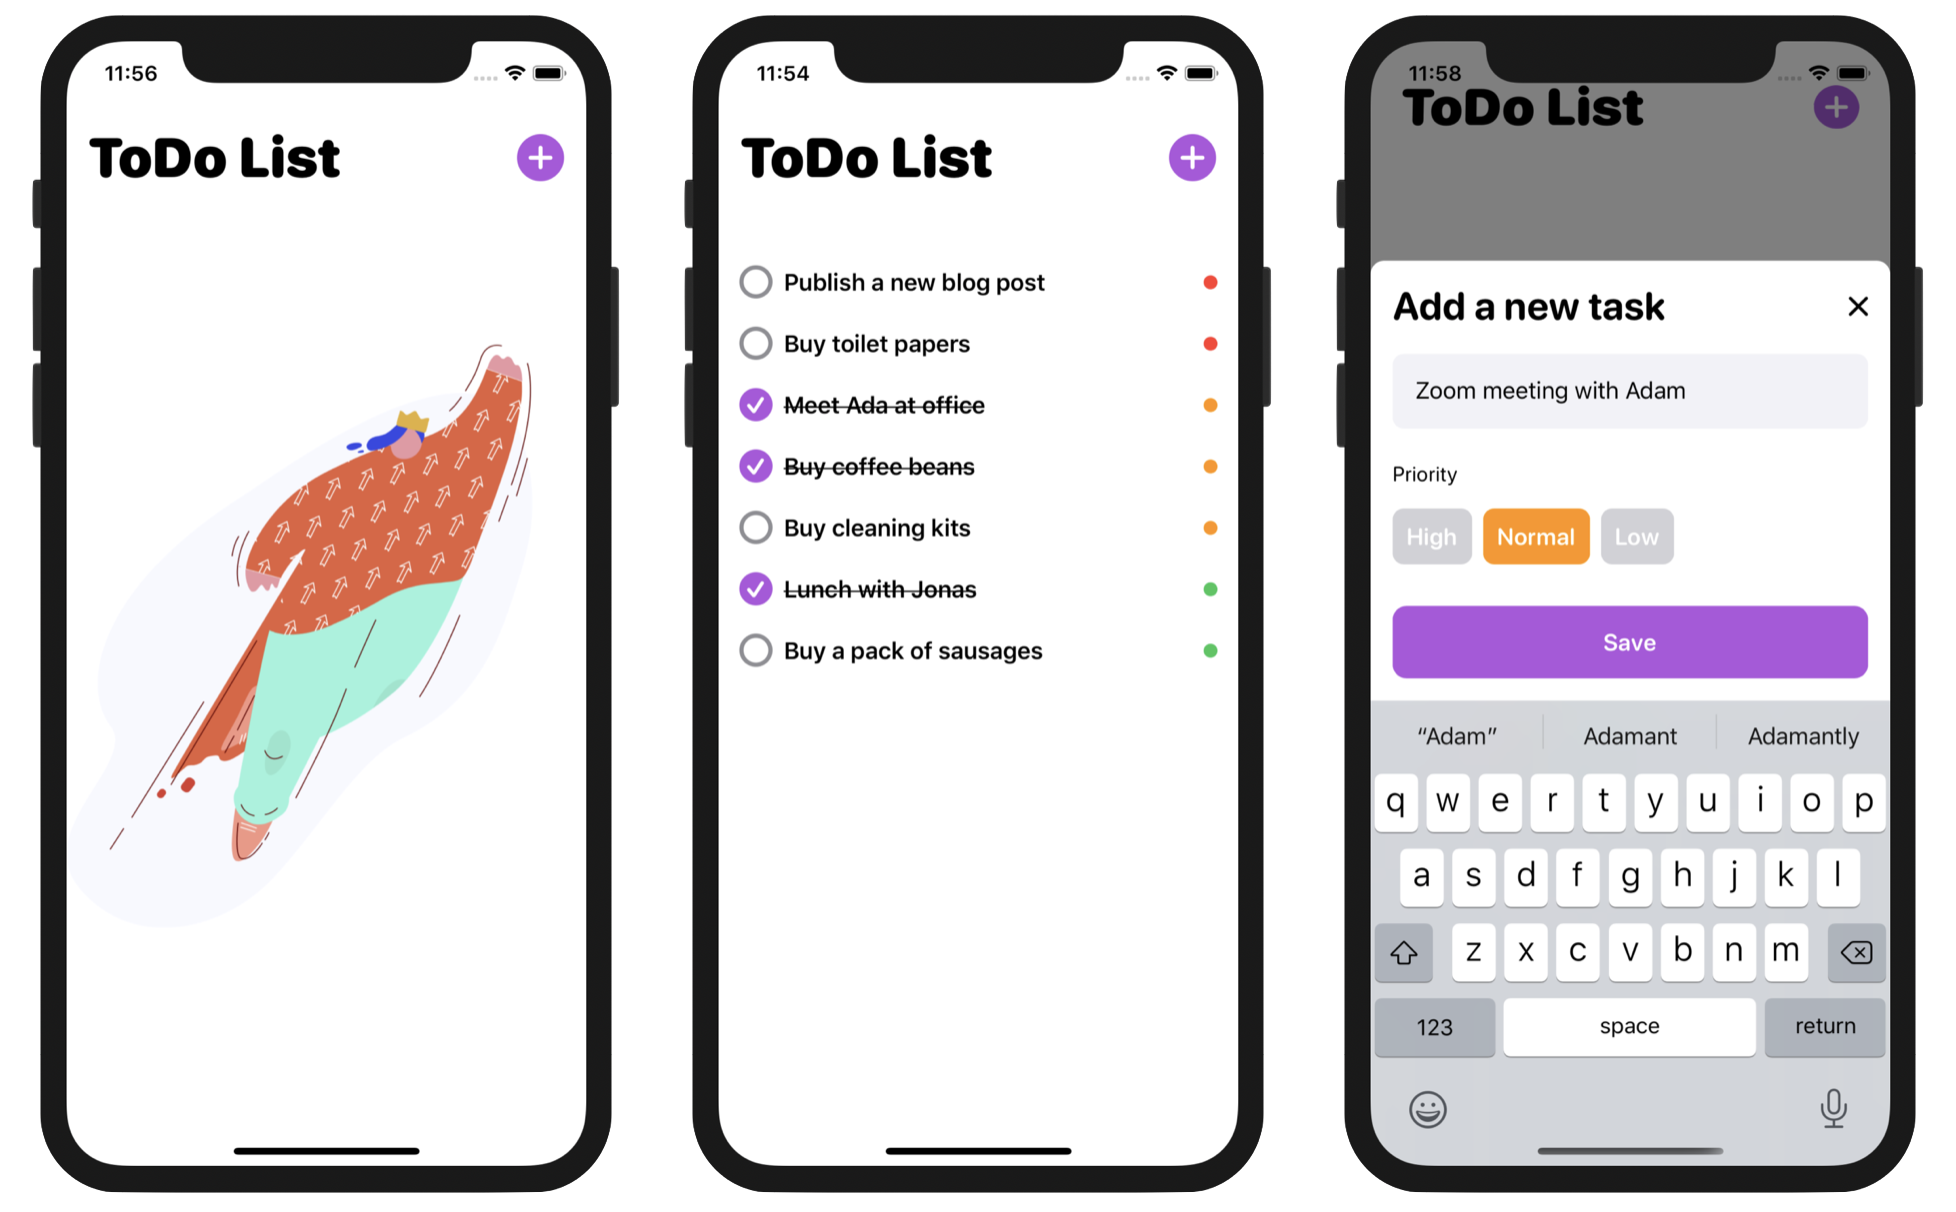 11:56
ToDo List
11:54
ToDo List
Publish a new blog post
Buy toilet papers
Meet Ada at office
Buy coffee beans
Buy cleaning kits
Lunch with Jonas
Buy a pack of sausages
11:58
ToDo List
Add a new task
Zoom meeting with Adam
Priority
High Normal Low
Save
“Adam” Adamant Adamantly
q w e r t y u i o p
a s d f g h j k l
z x c v b n m
123 space return